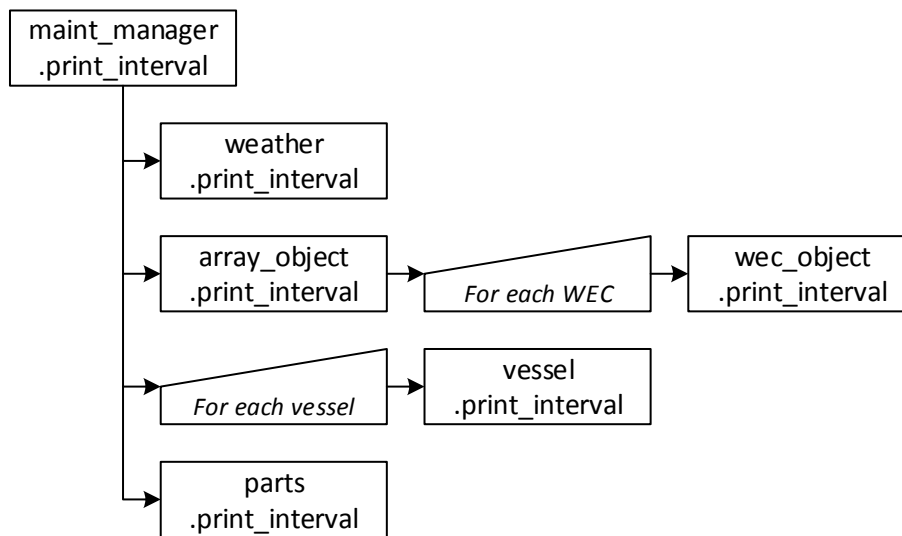 maint_manager
.print_interval
weather
.print_interval
array_object
.print_interval
For each WEC
wec_object
.print_interval
For each vessel
vessel
.print_interval
parts
.print_interval